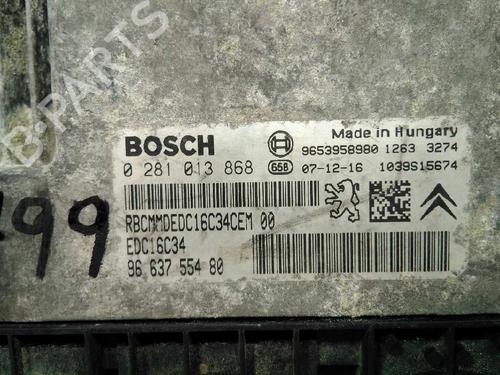 B-PARTS
BOSCH
Made in Hungary
9653958980 1263 3274
0 281 013 868
658
07-12-16 1039S15674
RBCMMDEDC16C34CEM 00
EDC16C34
96 637 554 80
99